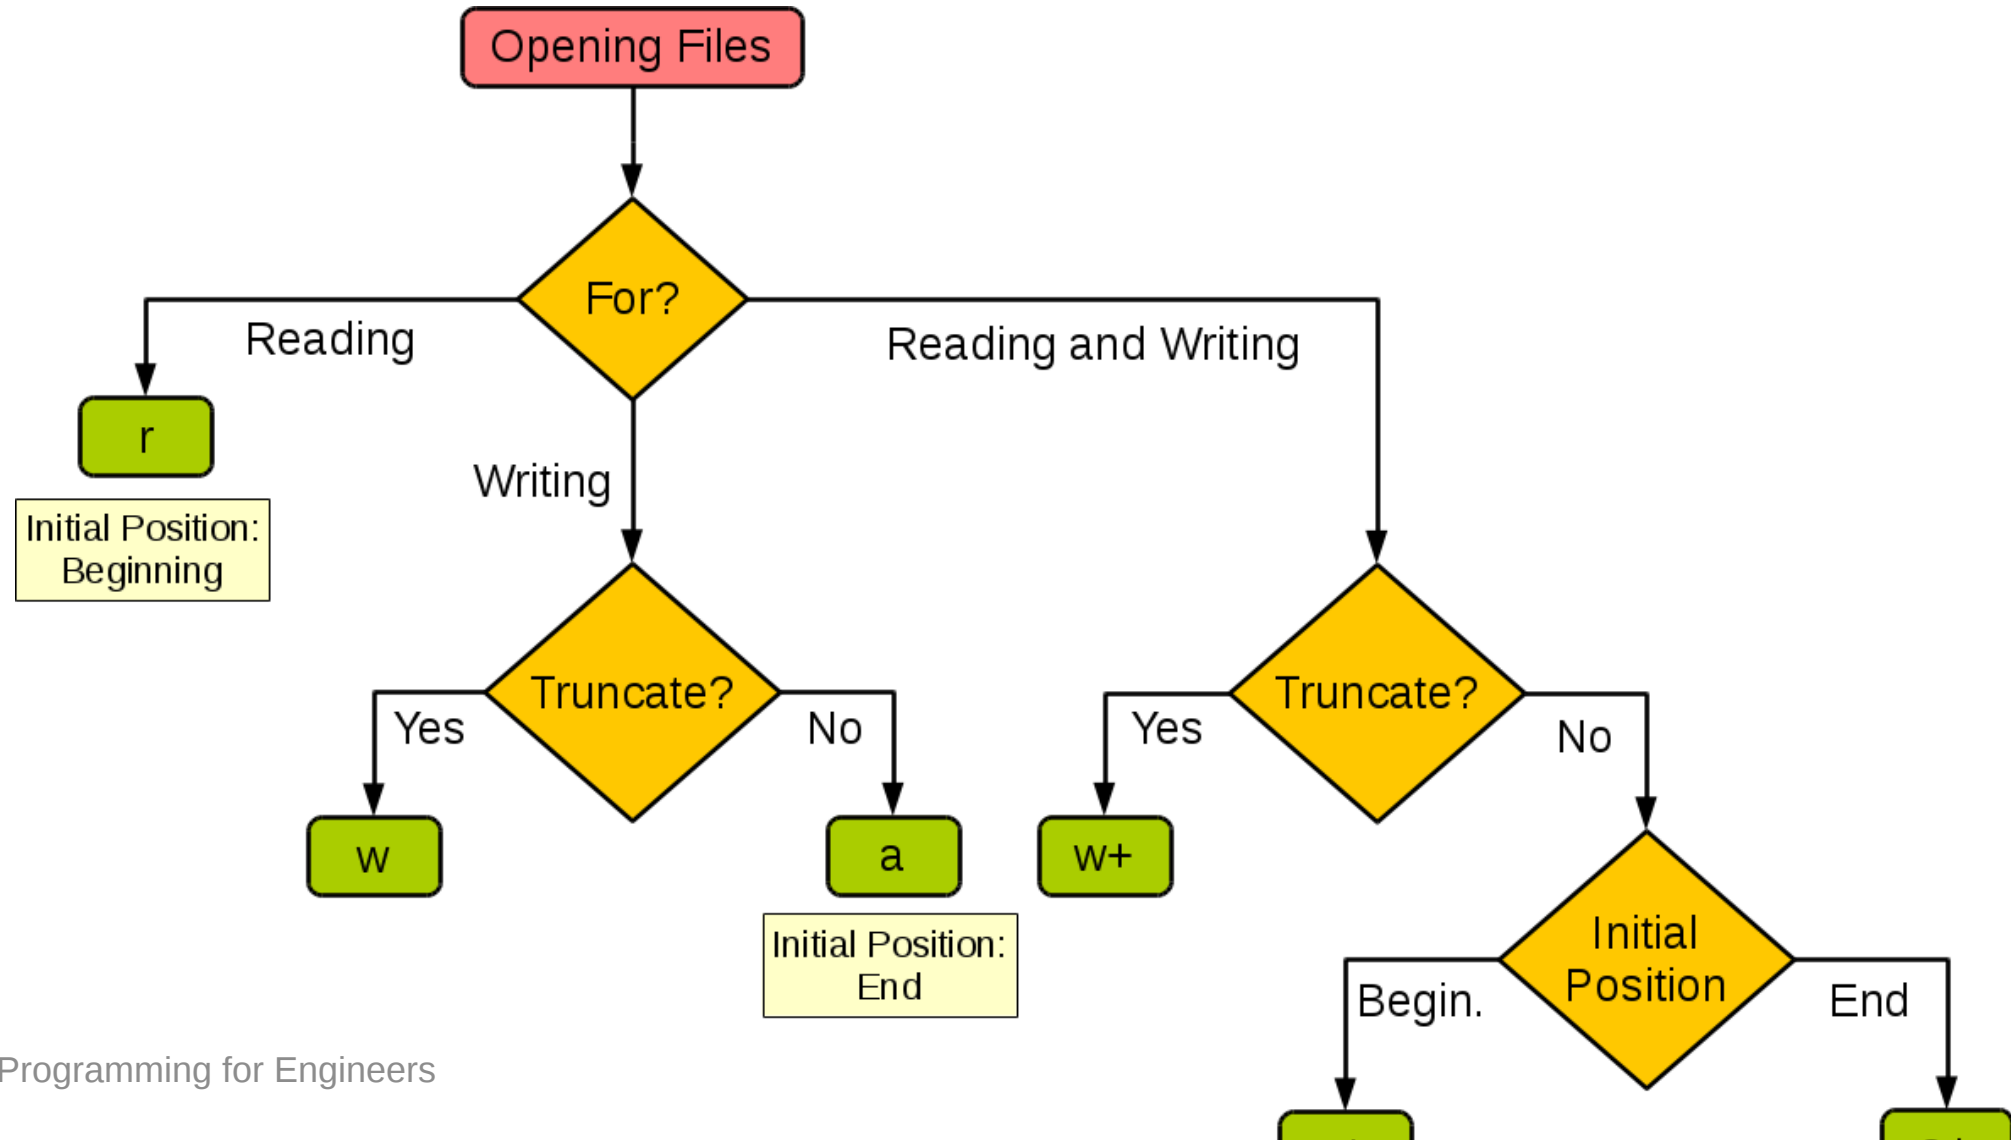 Opening Files
For?
Reading
Reading and Writing
r
Writing
Initial Position:
Beginning
Truncate?
Truncate?
Yes
No
Yes
No
w
a
w+
Initial
Position
Initial Position:
End
Begin.
End
Programming for Engineers